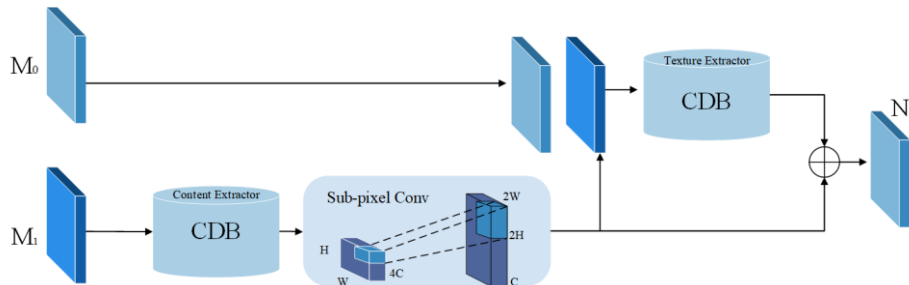 M₀
Texture Extractor
CDB
N
M₁
Content Extractor
CDB
Sub-pixel Conv
2W
2H
H
W
4C
C